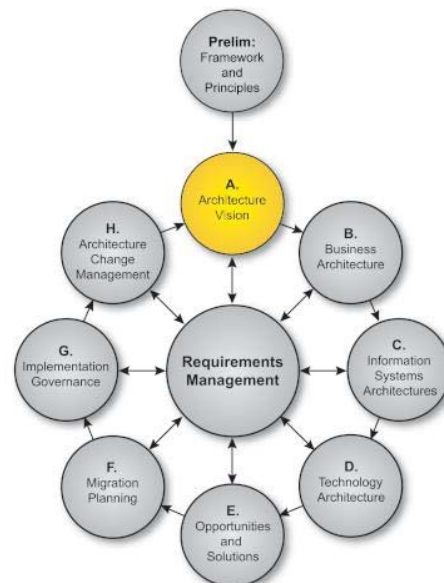 Prelim:
Framework
and
Principles
A.
Architecture
Vision
B.
Business
Architecture
C.
Information
Systems
Architectures
D.
Technology
Architecture
E.
Opportunities
and
Solutions
F.
Migration
Planning
G.
Implementation
Governance
H.
Architecture
Change
Management
Requirements
Management